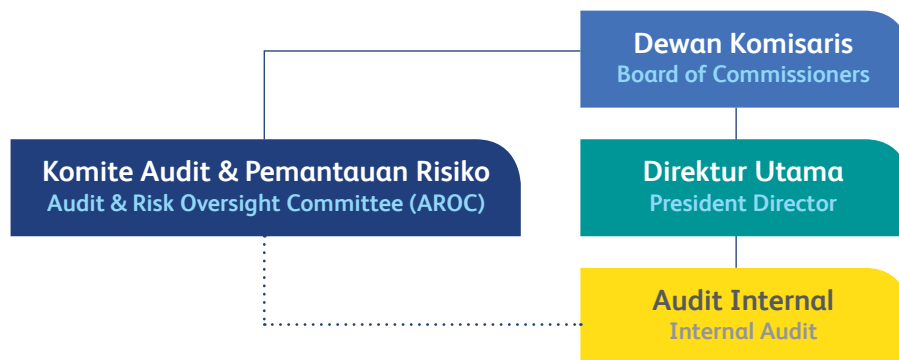 Dewan Komisaris
Board of Commissioners
Komite Audit & Pemantauan Risiko
Audit & Risk Oversight Committee (AROC)
Direktur Utama
President Director
Audit Internal
Internal Audit